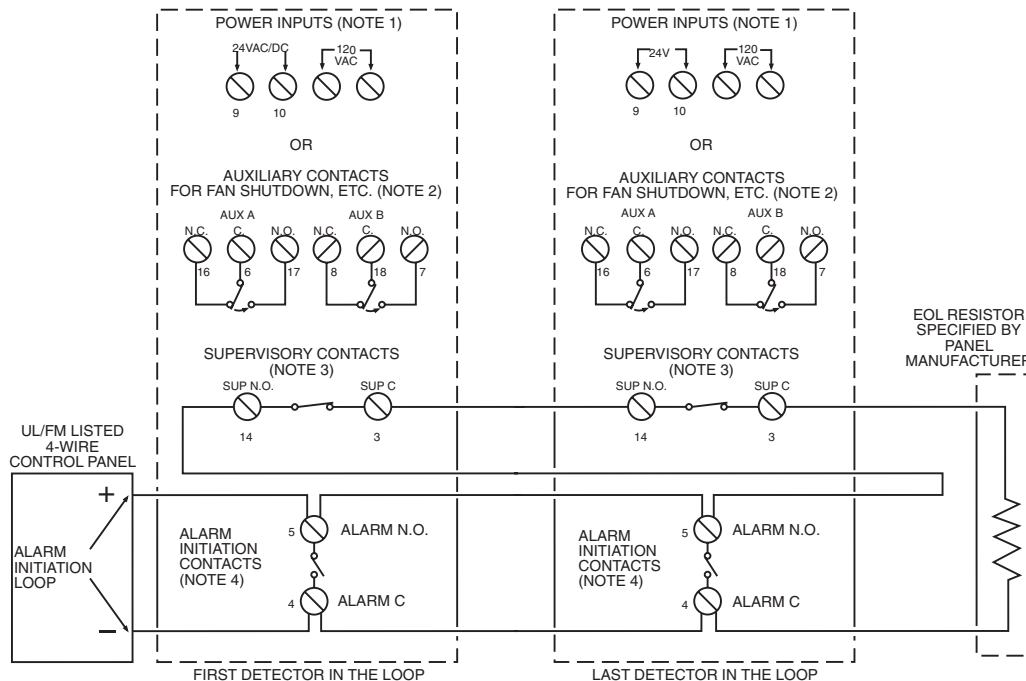 POWER INPUTS (NOTE 1)
24VAC/DC
120
VAC
9
10
OR
AUXILIARY CONTACTS
FOR FAN SHUTDOWN, ETC. (NOTE 2)
AUX A
AUX B
N.C.
C.
N.O.
N.C.
C.
N.O.
16
6
17
8
18
7
SUPERVISORY CONTACTS
(NOTE 3)
SUP N.O.
SUP C
14
3
POWER INPUTS (NOTE 1)
24V
120
VAC
9
10
OR
AUXILIARY CONTACTS
FOR FAN SHUTDOWN, ETC. (NOTE 2)
AUX A
AUX B
N.C.
C.
N.O.
N.C.
C.
N.O.
16
6
17
8
18
7
SUPERVISORY CONTACTS
(NOTE 3)
SUP N.O.
SUP C
14
3
EOL RESISTOR
SPECIFIED BY
PANEL
MANUFACTURER
UL/FM LISTED
4-WIRE
CONTROL PANEL
+
ALARM
INITIATION
LOOP
–
ALARM
INITIATION
CONTACTS
(NOTE 4)
5
ALARM N.O.
4
ALARM C
ALARM
INITIATION
CONTACTS
(NOTE 4)
5
ALARM N.O.
4
ALARM C
FIRST DETECTOR IN THE LOOP
LAST DETECTOR IN THE LOOP